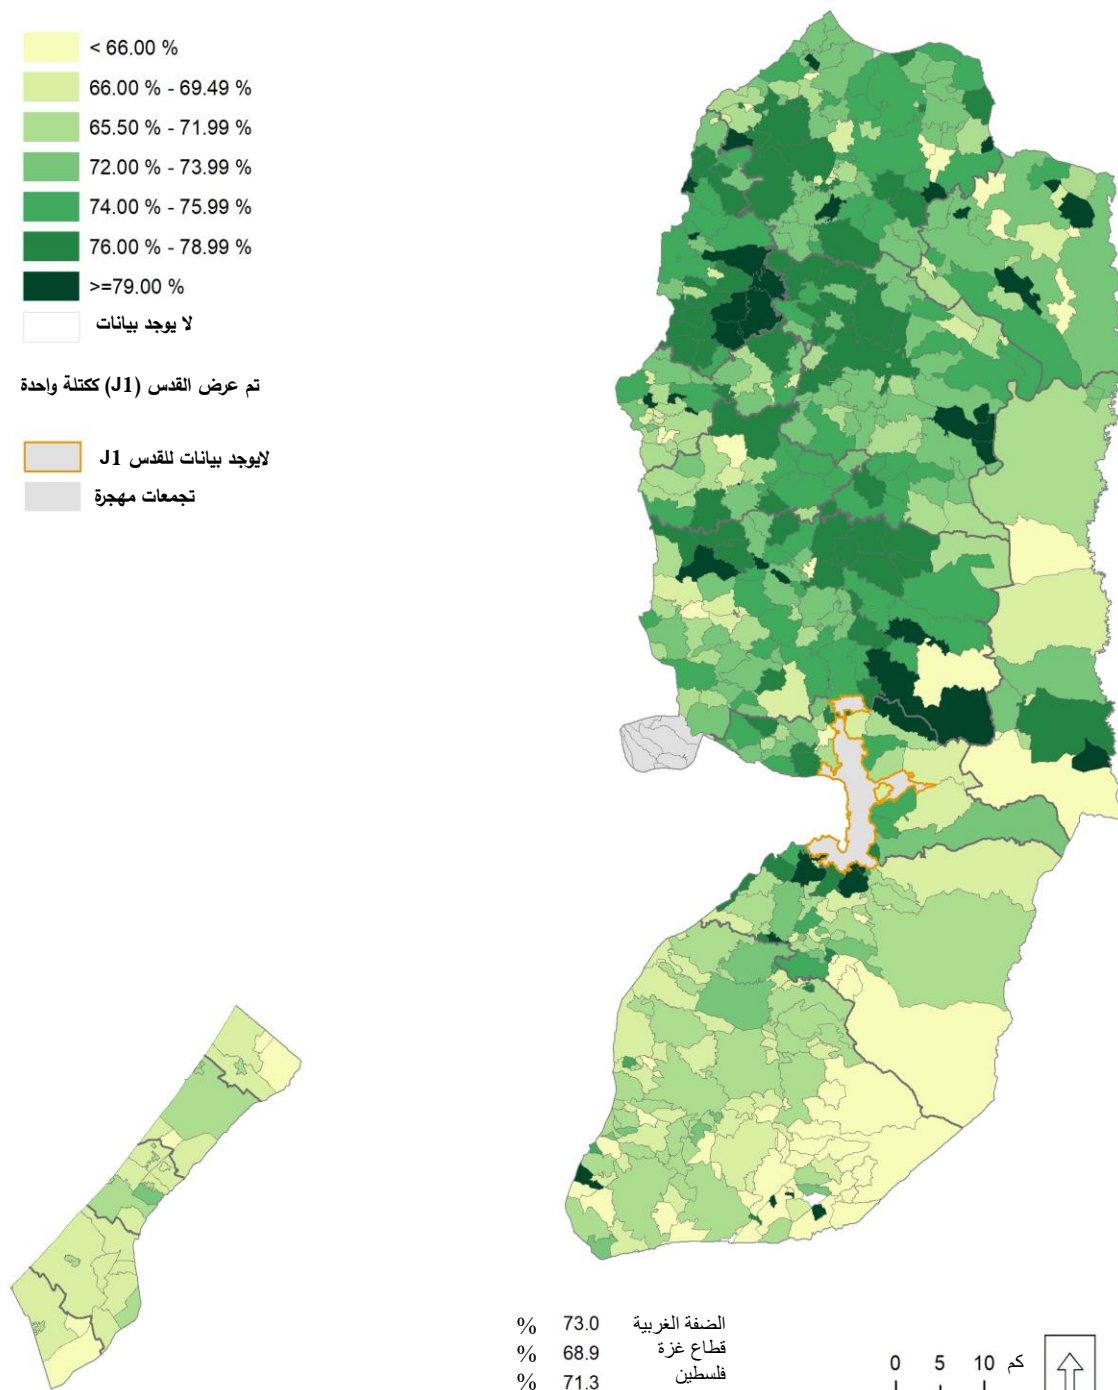 < 66.00 %
66.00 % - 69.49 %
65.50 % - 71.99 %
72.00 % - 73.99 %
74.00 % - 75.99 %
76.00 % - 78.99 %
>=79.00 %
لا يوجد بيانات
تم عرض القدس (J1) ككتلة واحدة
لايوجد بيانات للقدس J1
تجمعات مهجرة
الضفة الغربية 73.0 %
قطاع غزة 68.9 %
فلسطين 71.3 %
0 5 10 كم